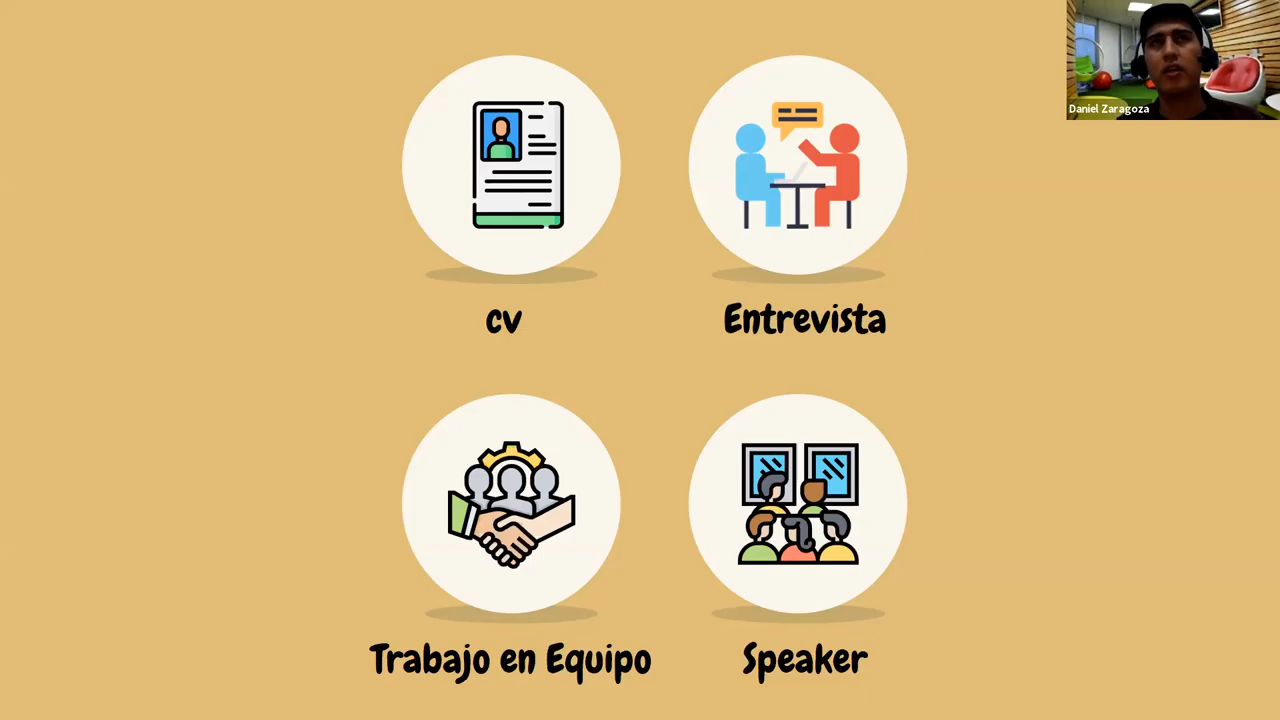 Daniel Zaragoza
cv
Entrevista
Trabajo en Equipo
Speaker